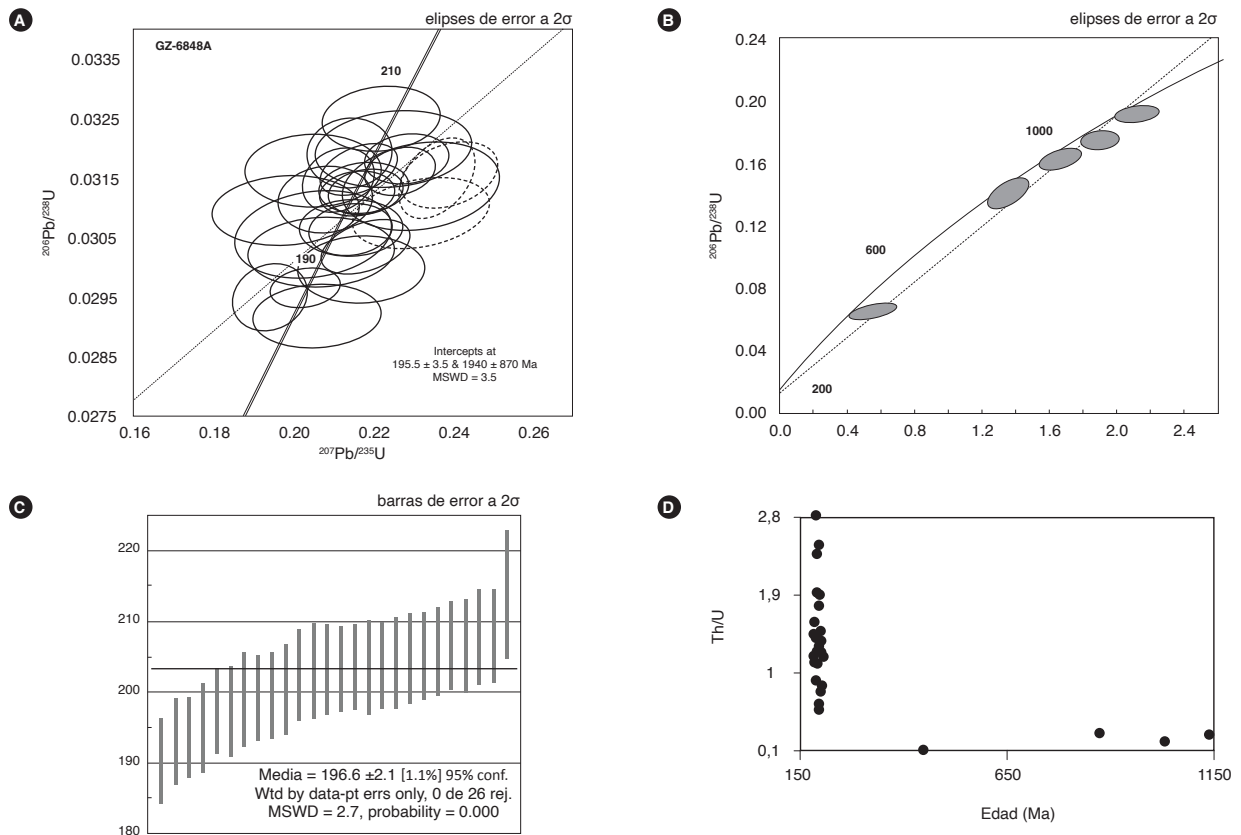 A
elipses de error a 2σ
GZ-6848A
0.0335
0.0325
0.0315
0.0305
0.0295
0.0285
0.0275
206Pb/238U
210
190
Intercepts at
195.5 ± 3.5 & 1940 ± 870 Ma
MSWD = 3.5
0.16 0.18 0.20 0.22 0.24 0.26
207Pb/235U
B
elipses de error a 2σ
0.24
0.20
0.16
0.12
0.08
0.04
0.00
206Pb/238U
1000
600
200
0.0 0.4 0.8 1.2 1.6 2.0 2.4
C
barras de error a 2σ
220
210
200
190
180
Media = 196.6 ±2.1 [1.1%] 95% conf.
Wtd by data-pt errs only, 0 de 26 rej.
MSWD = 2.7, probability = 0.000
D
2,8
1,9
1
0,1
Th/U
150 650 1150
Edad (Ma)